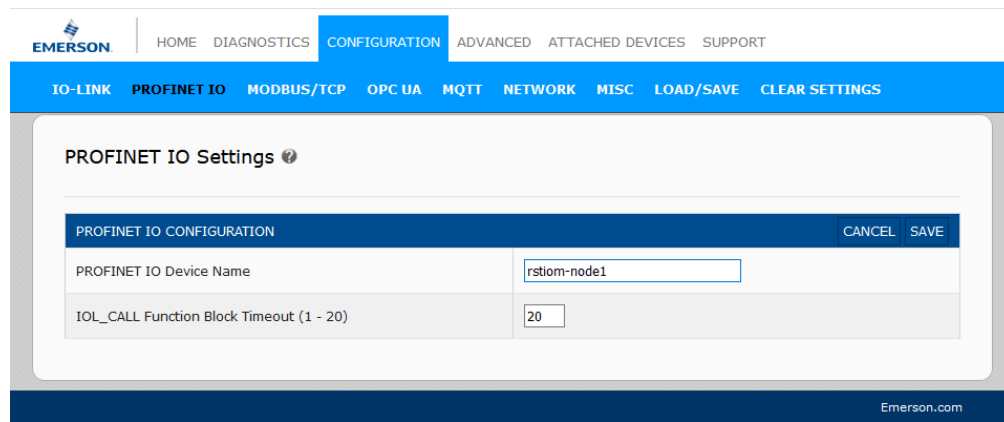 EMERSON. HOME DIAGNOSTICS CONFIGURATION ADVANCED ATTACHED DEVICES SUPPORT
IO-LINK PROFINET IO MODBUS/TCP OPC UA MQTT NETWORK MISC LOAD/SAVE CLEAR SETTINGS
PROFINET IO Settings ?
PROFINET IO CONFIGURATION CANCEL SAVE
PROFINET IO Device Name rstiom-node1
IOL_CALL Function Block Timeout (1 - 20) 20
Emerson.com